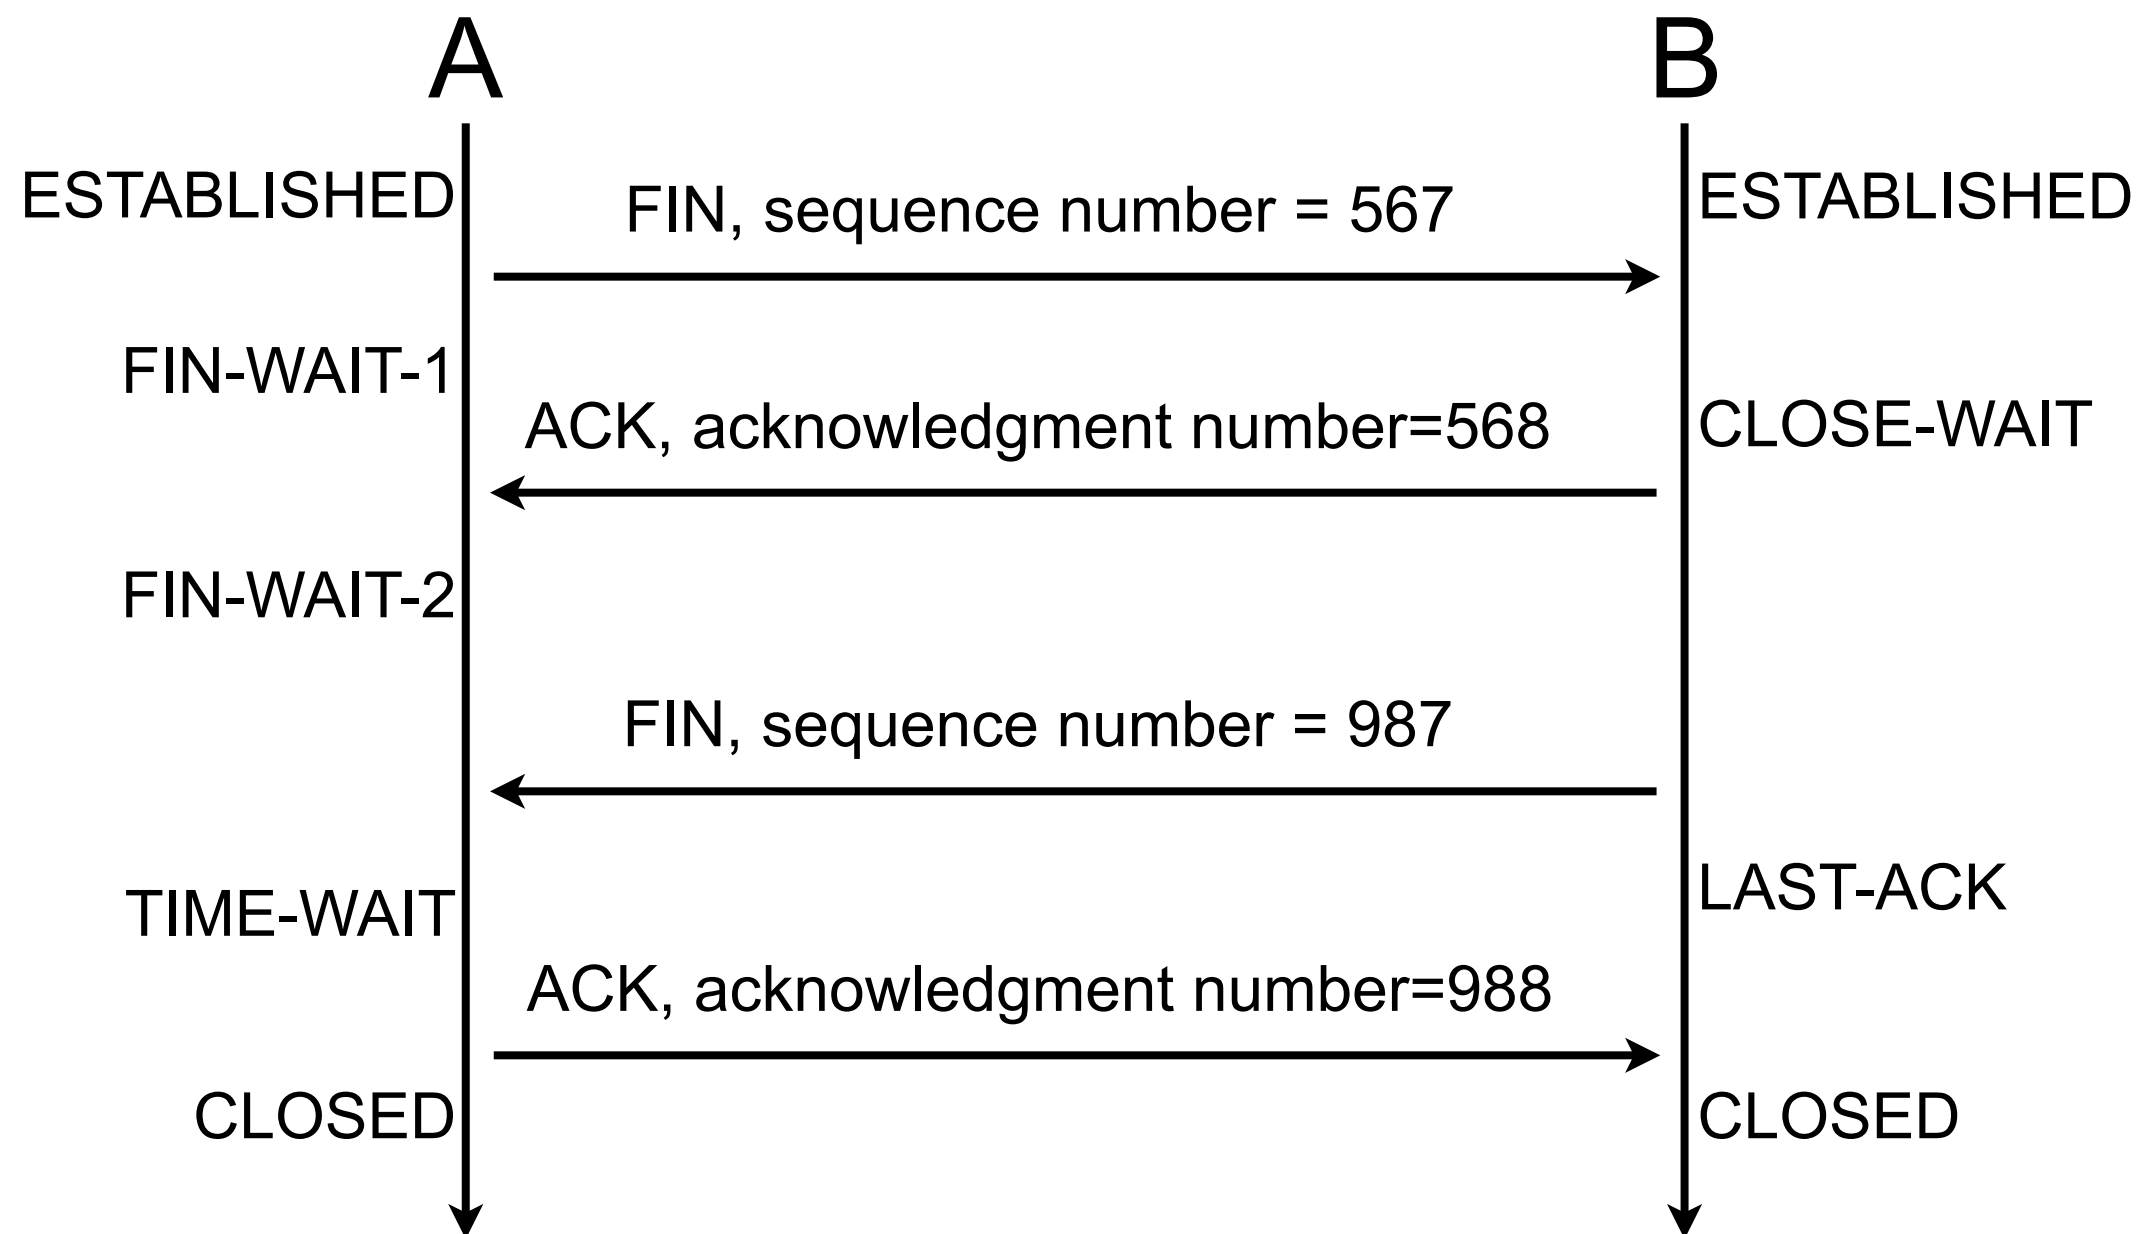 A
B
ESTABLISHED
FIN, sequence number = 567
ESTABLISHED
FIN-WAIT-1
ACK, acknowledgment number=568
CLOSE-WAIT
FIN-WAIT-2
FIN, sequence number = 987
TIME-WAIT
LAST-ACK
ACK, acknowledgment number=988
CLOSED
CLOSED